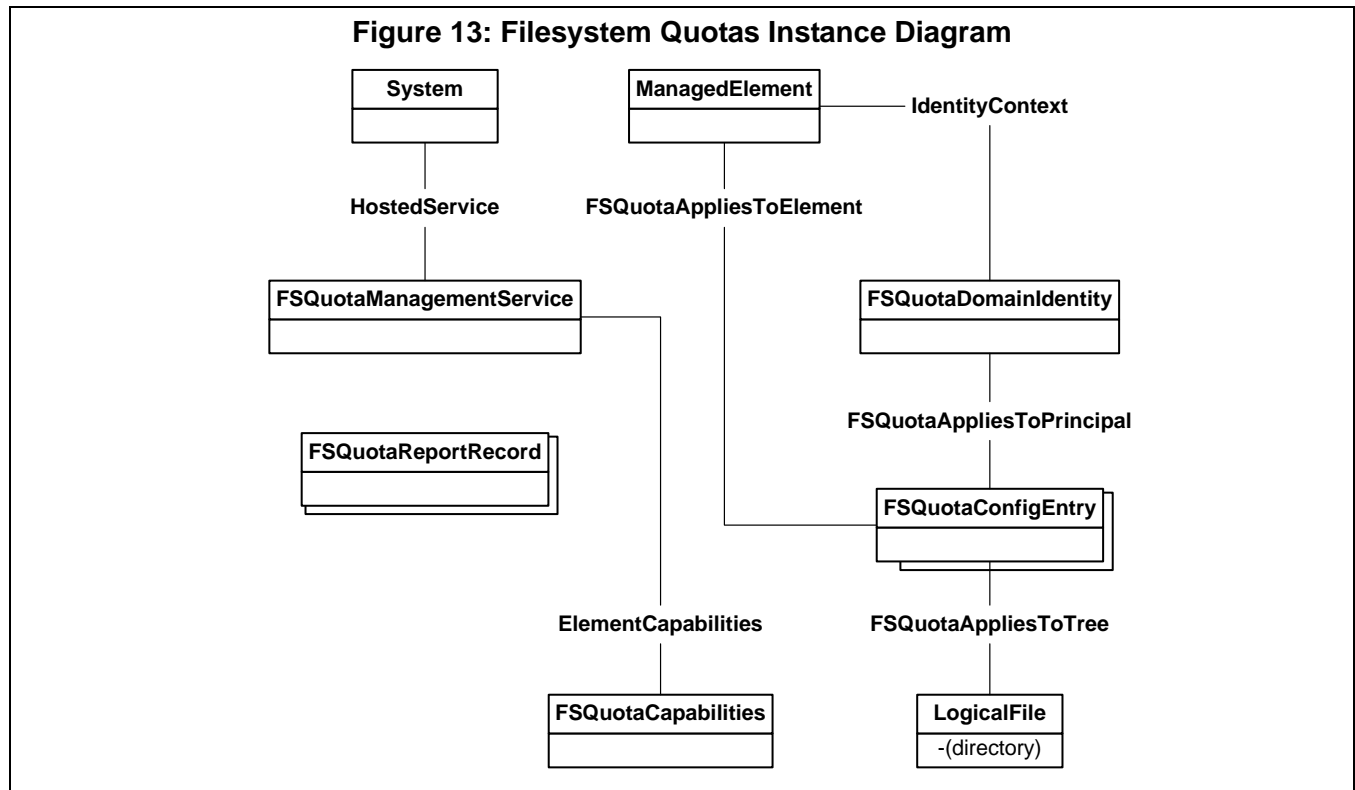 Figure 13: Filesystem Quotas Instance Diagram
System
ManagedElement
IdentityContext
HostedService
FSQuotaAppliesToElement
FSQuotaManagementService
FSQuotaDomainIdentity
FSQuotaAppliesToPrincipal
FSQuotaReportRecord
FSQuotaConfigEntry
ElementCapabilities
FSQuotaAppliesToTree
FSQuotaCapabilities
LogicalFile
-(directory)